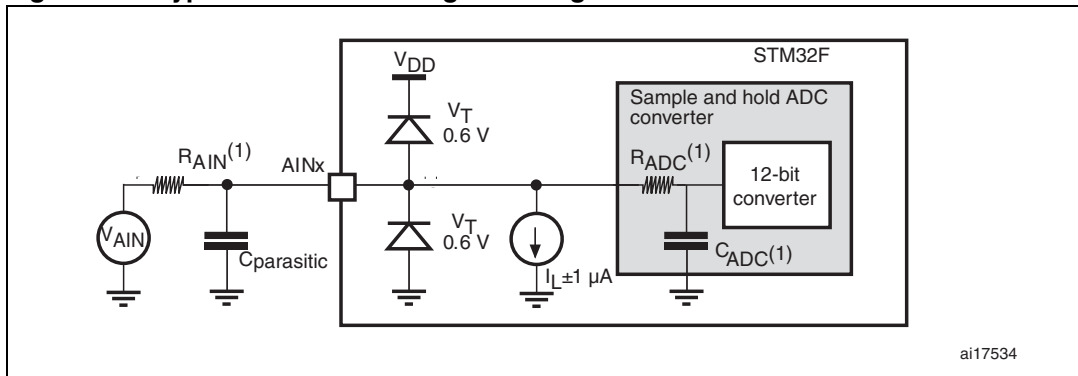 STM32F
VDD
Sample and hold ADC
converter
VT
0.6 V
RAIN(1)
AINx
RADC(1)
12-bit
converter
VAIN
VT
0.6 V
Cparasitic
IL±1 µA
CADC(1)
ai17534